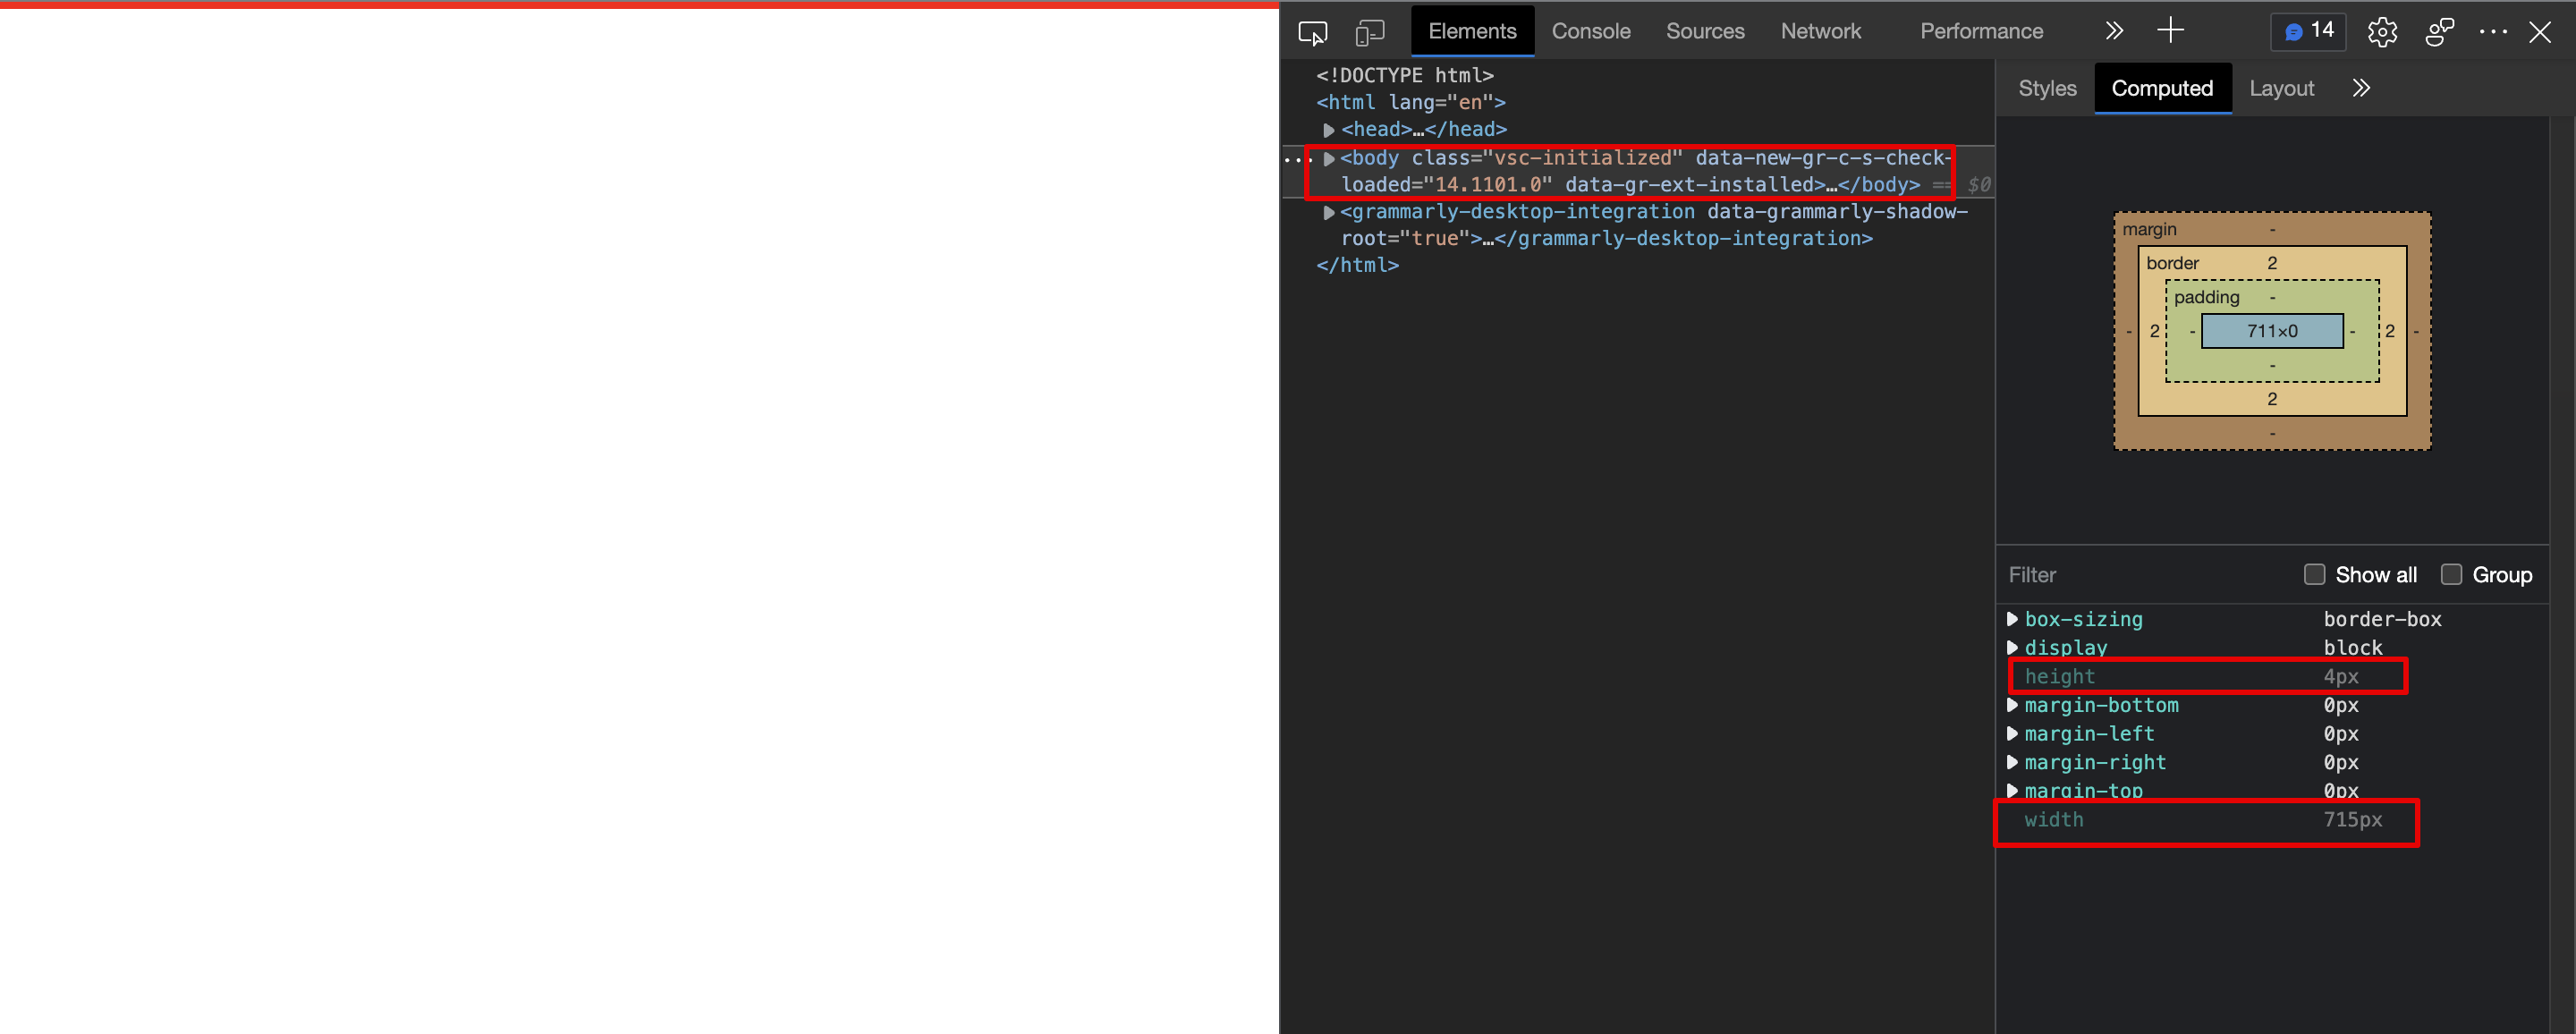 Elements Console Sources Network Performance 14
<!DOCTYPE html>
<html lang="en">
<head>…</head>
<body class="vsc-initialized" data-new-gr-c-s-check-
loaded="14.1101.0" data-gr-ext-installed>…</body> == $0
<grammarly-desktop-integration data-grammarly-shadow-
root="true">…</grammarly-desktop-integration>
</html>
Styles Computed Layout
margin -
border 2
padding -
- 2 - 711×0 - 2 -
-
2
-
Filter Show all Group
box-sizing border-box
display block
height 4px
margin-bottom 0px
margin-left 0px
margin-right 0px
margin-top 0px
width 715px